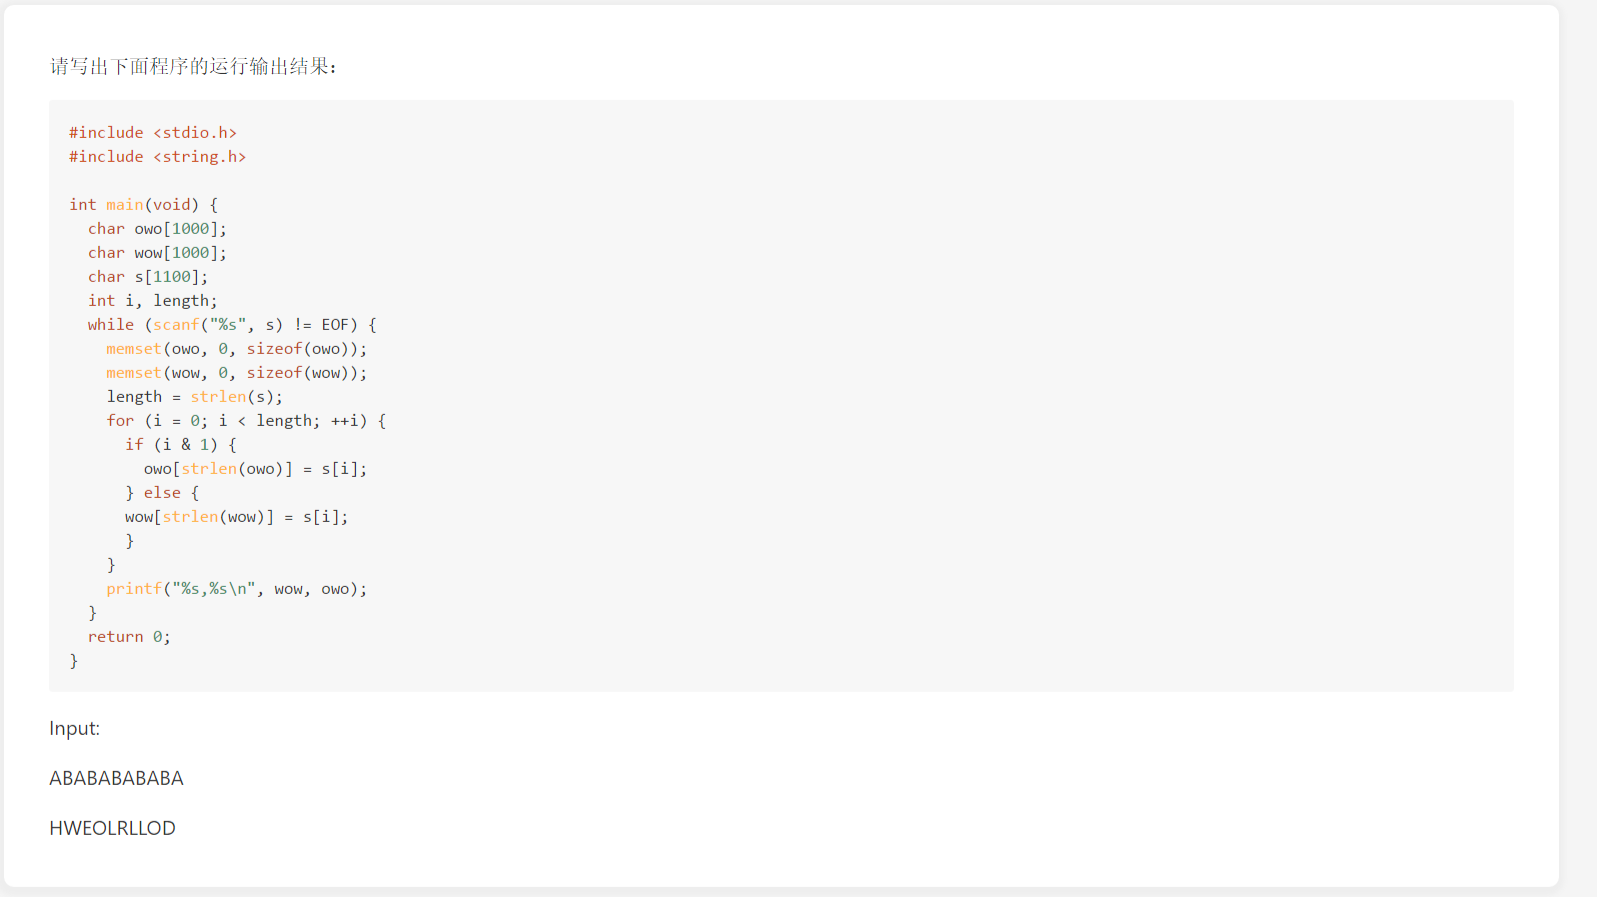 请写出下面程序的运行输出结果：
#include <stdio.h>
#include <string.h>
int main(void) {
char owo[1000];
char wow[1000];
char s[1100];
int i, length;
while (scanf("%s", s) != EOF) {
memset(owo, 0, sizeof(owo));
memset(wow, 0, sizeof(wow));
length = strlen(s);
for (i = 0; i < length; ++i) {
if (i & 1) {
owo[strlen(owo)] = s[i];
} else {
wow[strlen(wow)] = s[i];
}
}
printf("%s,%s\n", wow, owo);
}
return 0;
}
Input:
ABABABABABA
HWEOLRLLOD